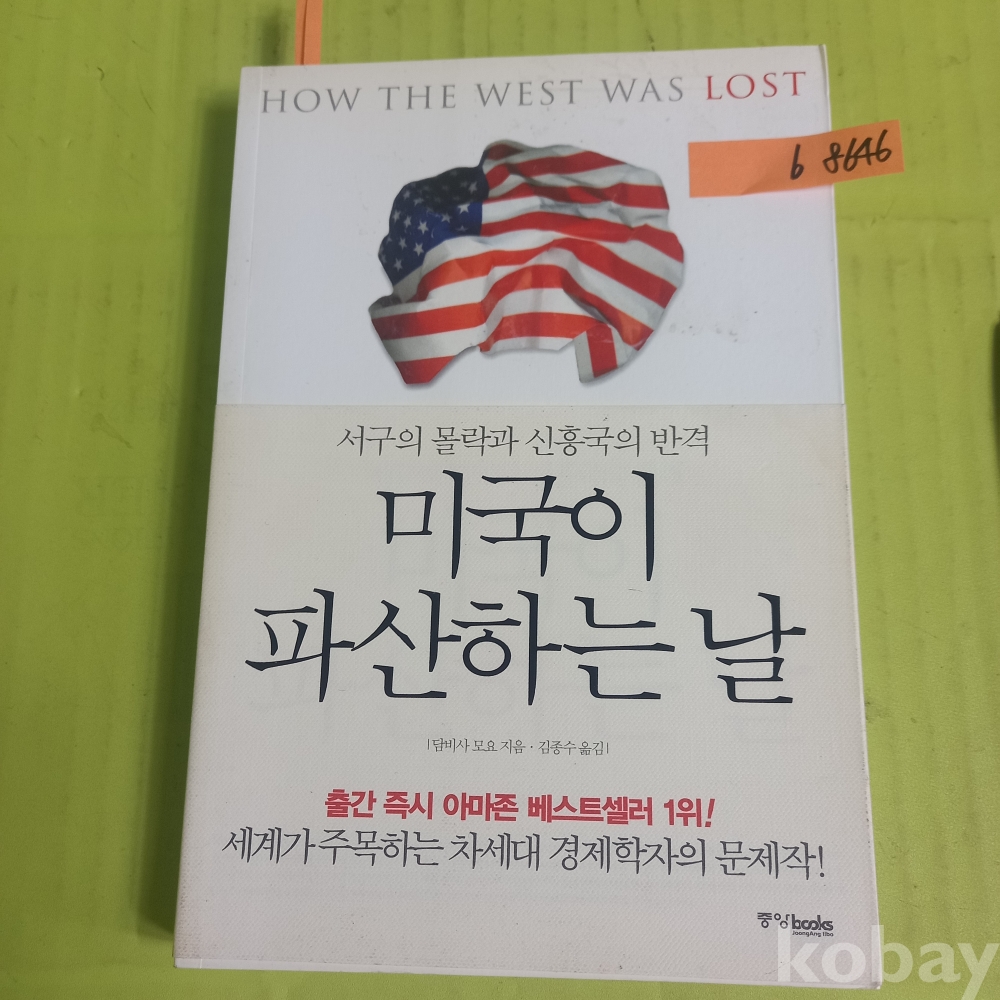 HOW THE WEST WAS LOST
b 8646
서구의 몰락과 신흥국의 반격
미국이
파산하는 날
|담비사 모요 지음 · 김종수 옮김|
출간 즉시 아마존 베스트셀러 1위!
세계가 주목하는 차세대 경제학자의 문제작!
중앙books
JoongAng Ilbo
kobay